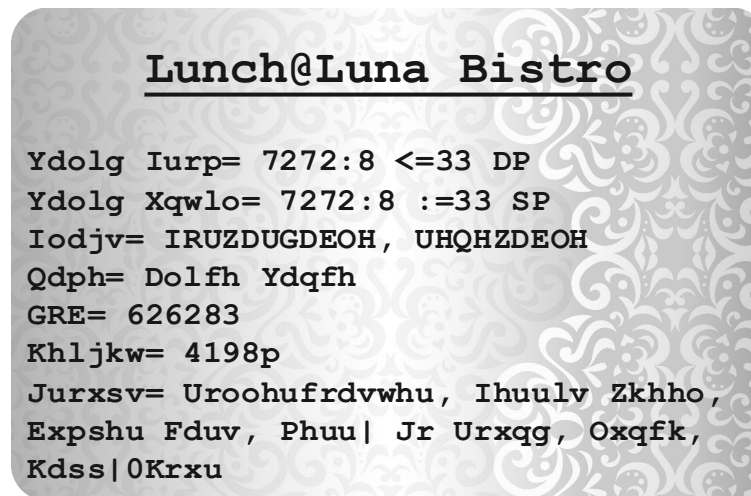 Lunch@Luna Bistro
Ydolg Iurp= 7272:8 <=33 DP
Ydolg Xqwlo= 7272:8 :=33 SP
Iodjv= IRUZDUGDEOH, UHQHZDEOH
Qdph= Dolfh Ydqfh
GRE= 626283
Khljkw= 4198p
Jurxsv= Uroohufrdvwhu, Ihuulv Zkhho,
Expshu Fduv, Phuu| Jr Urxqg, Oxqfk,
Kdss|0Krxu